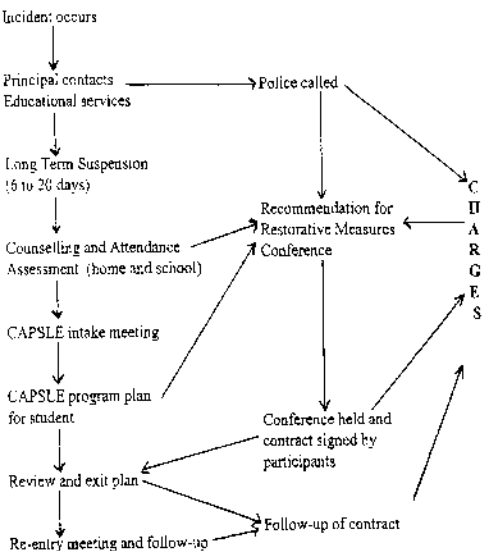 Incident occurs
Principal contacts
Educational services
Police called
Long Term Suspension
(6 to 20 days)
CHARGES
Recommendation for
Restorative Measures
Conference
Counselling and Attendance
Assessment (home and school)
CAPSLE intake meeting
CAPSLE program plan
for student
Conference held and
contract signed by
participants
Review and exit plan
Follow-up of contract
Re-entry meeting and follow-up